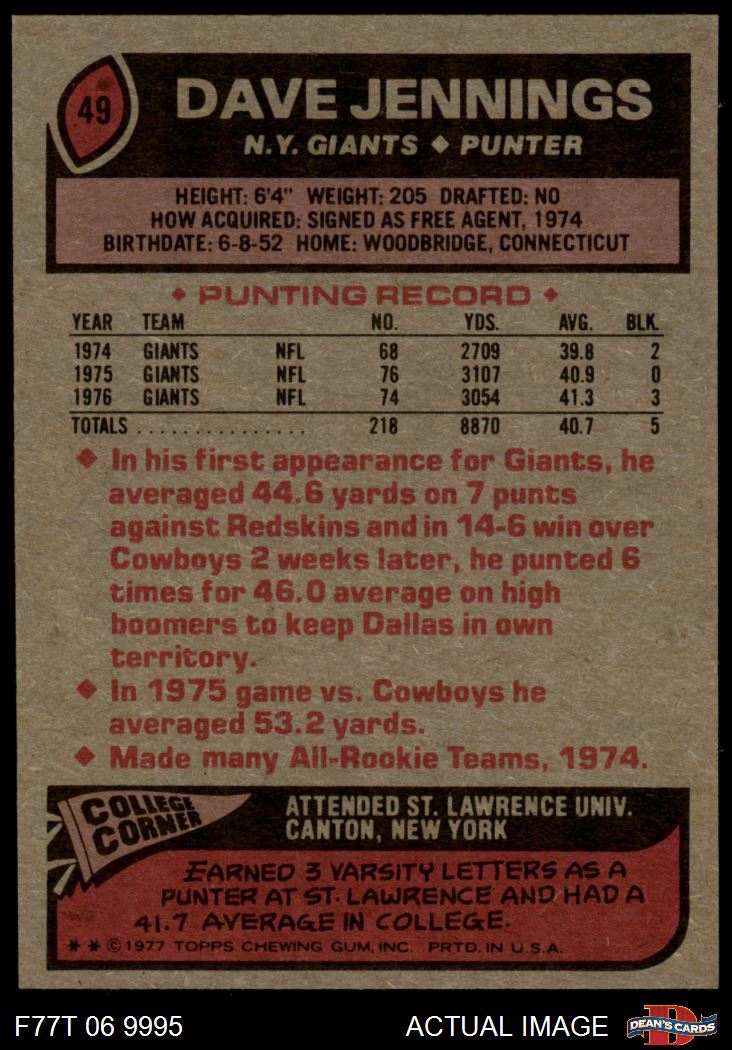 49
DAVE JENNINGS
N.Y. GIANTS ♦ PUNTER
HEIGHT: 6'4" WEIGHT: 205 DRAFTED: NO
HOW ACQUIRED: SIGNED AS FREE AGENT, 1974
BIRTHDATE: 6-8-52 HOME: WOODBRIDGE, CONNECTICUT
♦ PUNTING RECORD ♦
YEAR TEAM NO. YDS. AVG. BLK.
1974 GIANTS NFL 68 2709 39.8 2
1975 GIANTS NFL 76 3107 40.9 0
1976 GIANTS NFL 74 3054 41.3 3
TOTALS . . . . . . . . . . . . . . . 218 8870 40.7 5
♦ In his first appearance for Giants, he
averaged 44.6 yards on 7 punts
against Redskins and in 14-6 win over
Cowboys 2 weeks later, he punted 6
times for 46.0 average on high
boomers to keep Dallas in own
territory.
♦ In 1975 game vs. Cowboys he
averaged 53.2 yards.
♦ Made many All-Rookie Teams, 1974.
COLLEGE
CORNER
ATTENDED ST. LAWRENCE UNIV.
CANTON, NEW YORK
EARNED 3 VARSITY LETTERS AS A
PUNTER AT ST. LAWRENCE AND HAD A
41.7 AVERAGE IN COLLEGE.
* * ©1977 TOPPS CHEWING GUM, INC. PRTD. IN U.S.A.
F77T 06 9995 ACTUAL IMAGE
D
DEAN'S CARDS